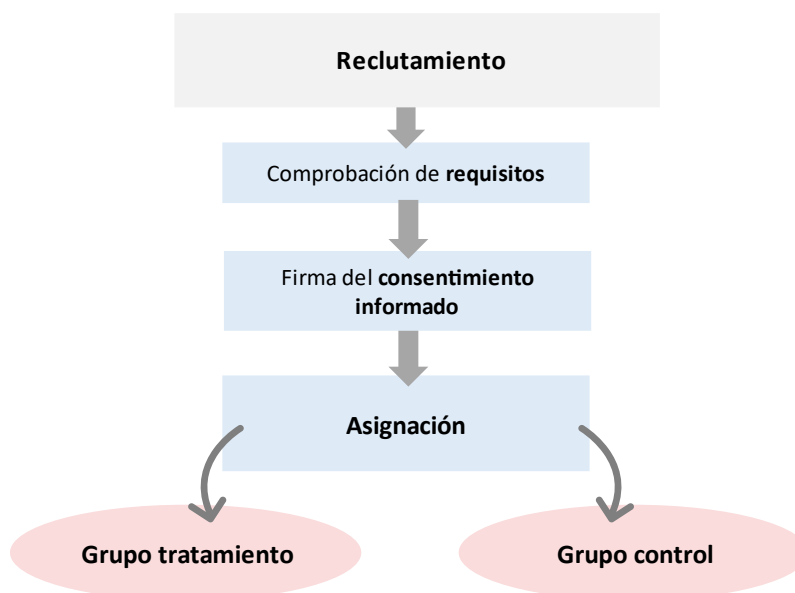 Reclutamiento
Comprobación de requisitos
Firma del consentimiento
informado
Asignación
Grupo tratamiento
Grupo control